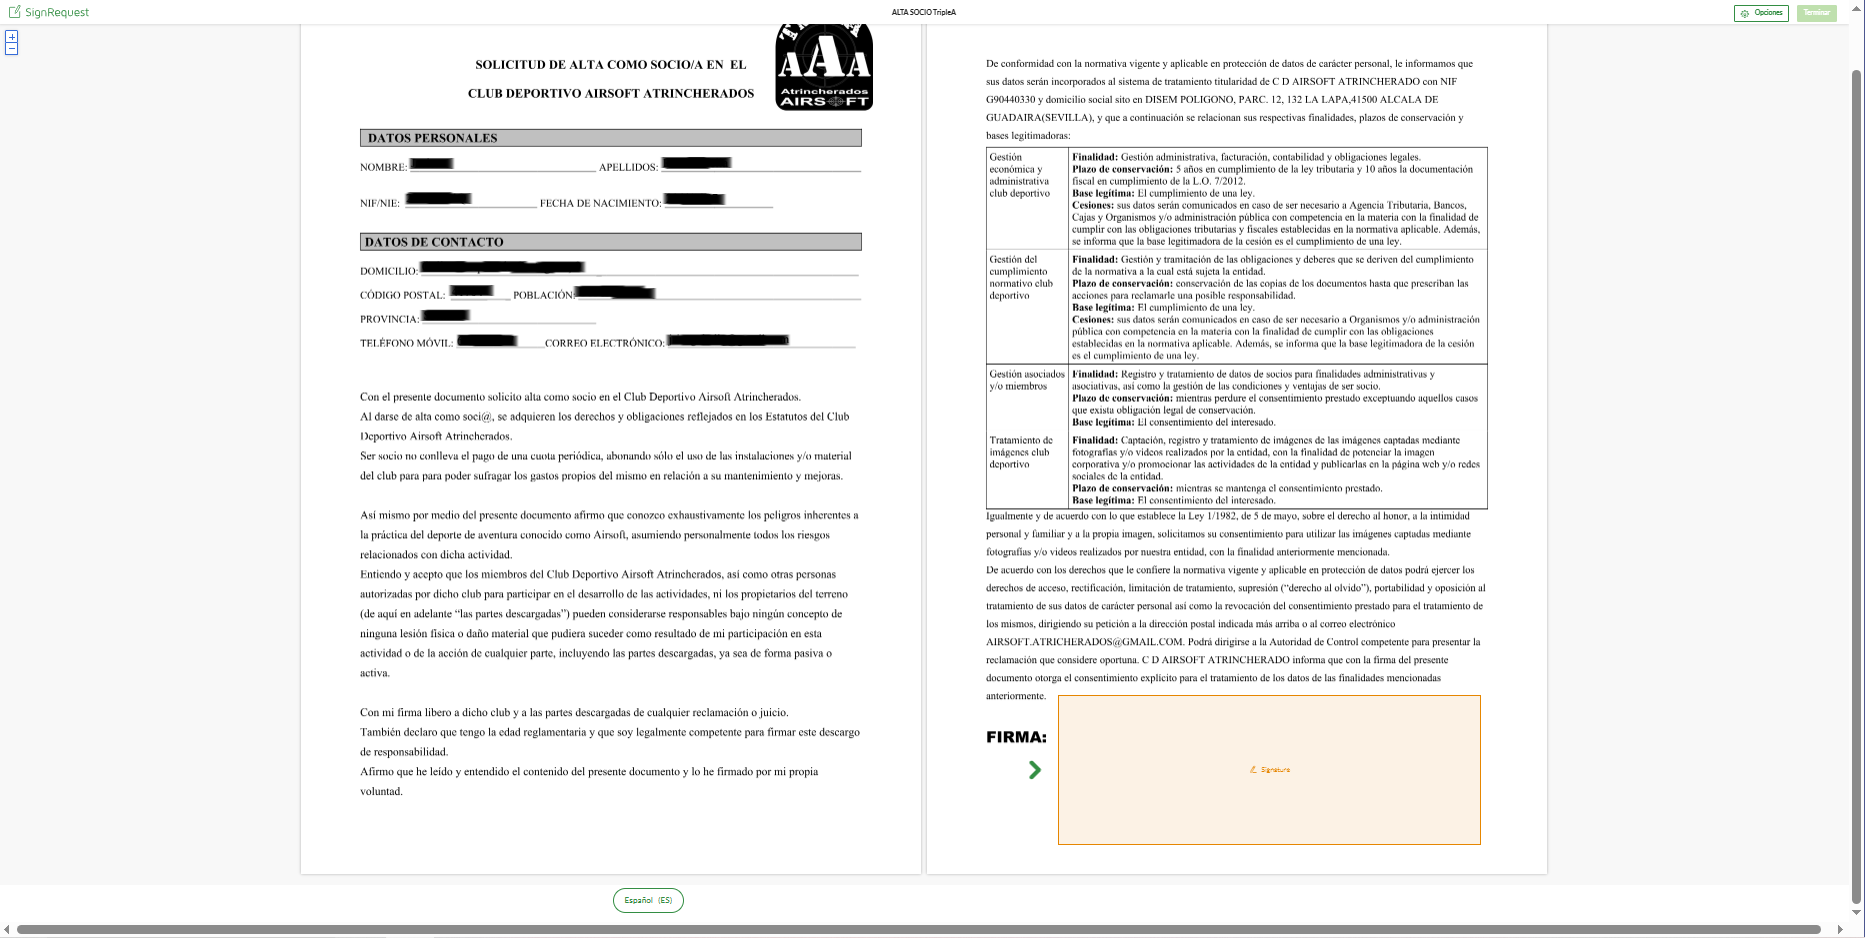 SignRequest
ALTA SOCIO TripleA
Opciones
Terminar
SOLICITUD DE ALTA COMO SOCIO/A EN EL
CLUB DEPORTIVO AIRSOFT ATRINCHERADOS
AAA
Atrincherados
AIRSOFT
DATOS PERSONALES
NOMBRE: APELLIDOS:
NIF/NIE: FECHA DE NACIMIENTO:
DATOS DE CONTACTO
DOMICILIO:
CÓDIGO POSTAL: POBLACIÓN:
PROVINCIA:
TELÉFONO MÓVIL: CORREO ELECTRÓNICO:
Con el presente documento solicito alta como socio en el Club Deportivo Airsoft Atrincherados.
Al darse de alta como soci@, se adquieren los derechos y obligaciones reflejados en los Estatutos del Club
Deportivo Airsoft Atrincherados.
Ser socio no conlleva el pago de una cuota periódica, abonando sólo el uso de las instalaciones y/o material
del club para para poder sufragar los gastos propios del mismo en relación a su mantenimiento y mejoras.
Así mismo por medio del presente documento afirmo que conozco exhaustivamente los peligros inherentes a
la práctica del deporte de aventura conocido como Airsoft, asumiendo personalmente todos los riesgos
relacionados con dicha actividad.
Entiendo y acepto que los miembros del Club Deportivo Airsoft Atrincherados, así como otras personas
autorizadas por dicho club para participar en el desarrollo de las actividades, ni los propietarios del terreno
(de aquí en adelante “las partes descargadas”) pueden considerarse responsables bajo ningún concepto de
ninguna lesión física o daño material que pudiera suceder como resultado de mi participación en esta
actividad o de la acción de cualquier parte, incluyendo las partes descargadas, ya sea de forma pasiva o
activa.
Con mi firma libero a dicho club y a las partes descargadas de cualquier reclamación o juicio.
También declaro que tengo la edad reglamentaria y que soy legalmente competente para firmar este descargo
de responsabilidad.
Afirmo que he leído y entendido el contenido del presente documento y lo he firmado por mi propia
voluntad.
De conformidad con la normativa vigente y aplicable en protección de datos de carácter personal, le informamos que
sus datos serán incorporados al sistema de tratamiento titularidad de C D AIRSOFT ATRINCHERADO con NIF
G90440330 y domicilio social sito en DISEM POLIGONO, PARC. 12, 132 LA LAPA,41500 ALCALA DE
GUADAIRA(SEVILLA), y que a continuación se relacionan sus respectivas finalidades, plazos de conservación y
bases legitimadoras:
Gestión
económica y
administrativa
club deportivo
Finalidad: Gestión administrativa, facturación, contabilidad y obligaciones legales.
Plazo de conservación: 5 años en cumplimiento de la ley tributaria y 10 años la documentación
fiscal en cumplimiento de la L.O. 7/2012.
Base legítima: El cumplimiento de una ley.
Cesiones: sus datos serán comunicados en caso de ser necesario a Agencia Tributaria, Bancos,
Cajas y Organismos y/o administración pública con competencia en la materia con la finalidad de
cumplir con las obligaciones tributarias y fiscales establecidas en la normativa aplicable. Además,
se informa que la base legitimadora de la cesión es el cumplimiento de una ley.
Gestión del
cumplimiento
normativo club
deportivo
Finalidad: Gestión y tramitación de las obligaciones y deberes que se deriven del cumplimiento
de la normativa a la cual está sujeta la entidad.
Plazo de conservación: conservación de las copias de los documentos hasta que prescriban las
acciones para reclamarle una posible responsabilidad.
Base legítima: El cumplimiento de una ley.
Cesiones: sus datos serán comunicados en caso de ser necesario a Organismos y/o administración
pública con competencia en la materia con la finalidad de cumplir con las obligaciones
establecidas en la normativa aplicable. Además, se informa que la base legitimadora de la cesión
es el cumplimiento de una ley.
Gestión asociados
y/o miembros
Finalidad: Registro y tratamiento de datos de socios para finalidades administrativas y
asociativas, así como la gestión de las condiciones y ventajas de ser socio.
Plazo de conservación: mientras perdure el consentimiento prestado exceptuando aquellos casos
que exista obligación legal de conservación.
Base legítima: El consentimiento del interesado.
Tratamiento de
imágenes club
deportivo
Finalidad: Captación, registro y tratamiento de imágenes de las imágenes captadas mediante
fotografías y/o videos realizados por la entidad, con la finalidad de potenciar la imagen
corporativa y/o promocionar las actividades de la entidad y publicarlas en la página web y/o redes
sociales de la entidad.
Plazo de conservación: mientras se mantenga el consentimiento prestado.
Base legítima: El consentimiento del interesado.
Igualmente y de acuerdo con lo que establece la Ley 1/1982, de 5 de mayo, sobre el derecho al honor, a la intimidad
personal y familiar y a la propia imagen, solicitamos su consentimiento para utilizar las imágenes captadas mediante
fotografías y/o videos realizados por nuestra entidad, con la finalidad anteriormente mencionada.
De acuerdo con los derechos que le confiere la normativa vigente y aplicable en protección de datos podrá ejercer los
derechos de acceso, rectificación, limitación de tratamiento, supresión (“derecho al olvido”), portabilidad y oposición al
tratamiento de sus datos de carácter personal así como la revocación del consentimiento prestado para el tratamiento de
los mismos, dirigiendo su petición a la dirección postal indicada más arriba o al correo electrónico
AIRSOFT.ATRICHERADOS@GMAIL.COM. Podrá dirigirse a la Autoridad de Control competente para presentar la
reclamación que considere oportuna. C D AIRSOFT ATRINCHERADO informa que con la firma del presente
documento otorga el consentimiento explícito para el tratamiento de los datos de las finalidades mencionadas
anteriormente.
FIRMA:
Signature
Español (ES)